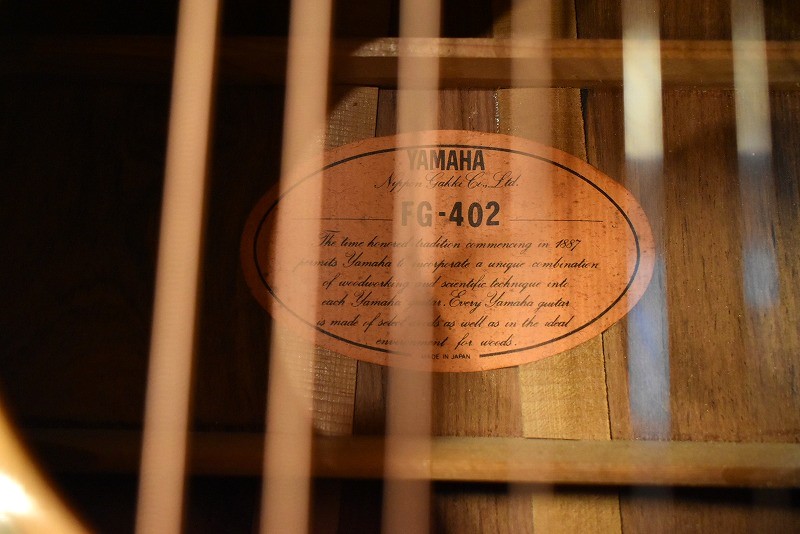 YAMAHA
Nippon Gakki Co., Ltd.
FG-402
The time honored tradition commencing in 1887
permits Yamaha to incorporate a unique combination
of woodworking and scientific technique into
each Yamaha guitar. Every Yamaha guitar
is made of select woods as well as in the ideal
environment for woods.
MADE IN JAPAN